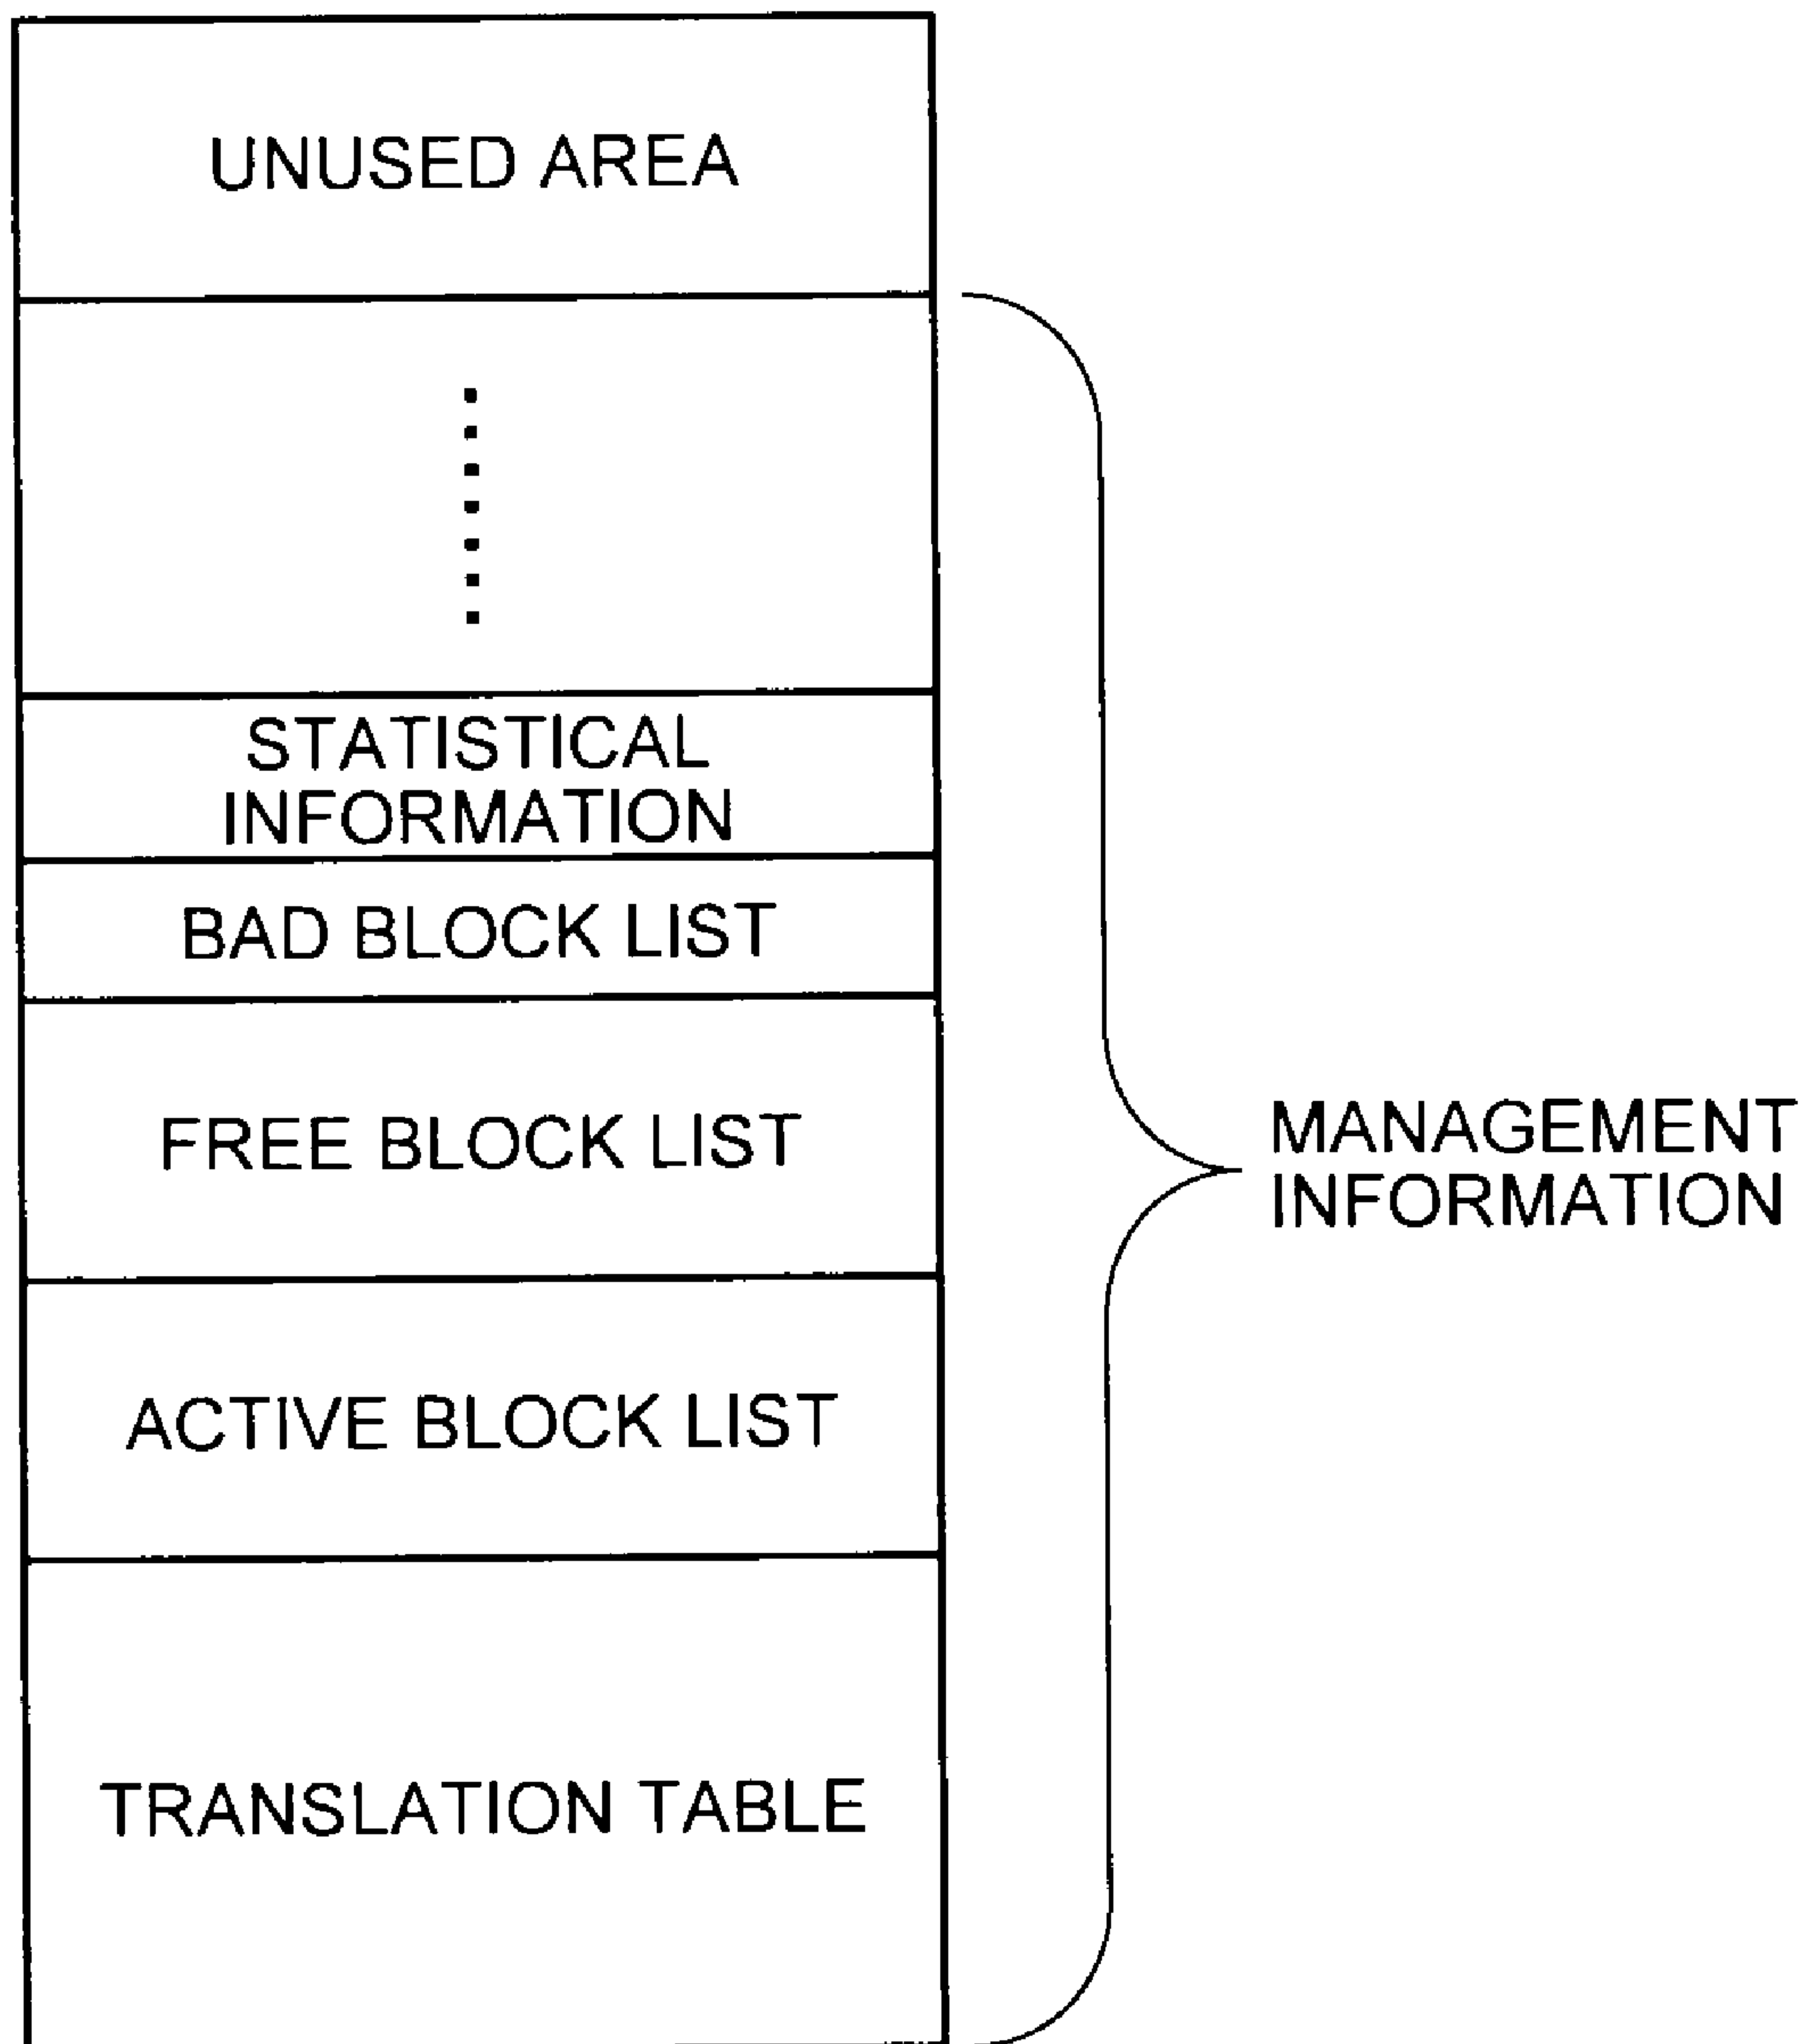 UNUSED AREA
STATISTICAL
INFORMATION
BAD BLOCK LIST
FREE BLOCK LIST
ACTIVE BLOCK LIST
TRANSLATION TABLE
MANAGEMENT
INFORMATION